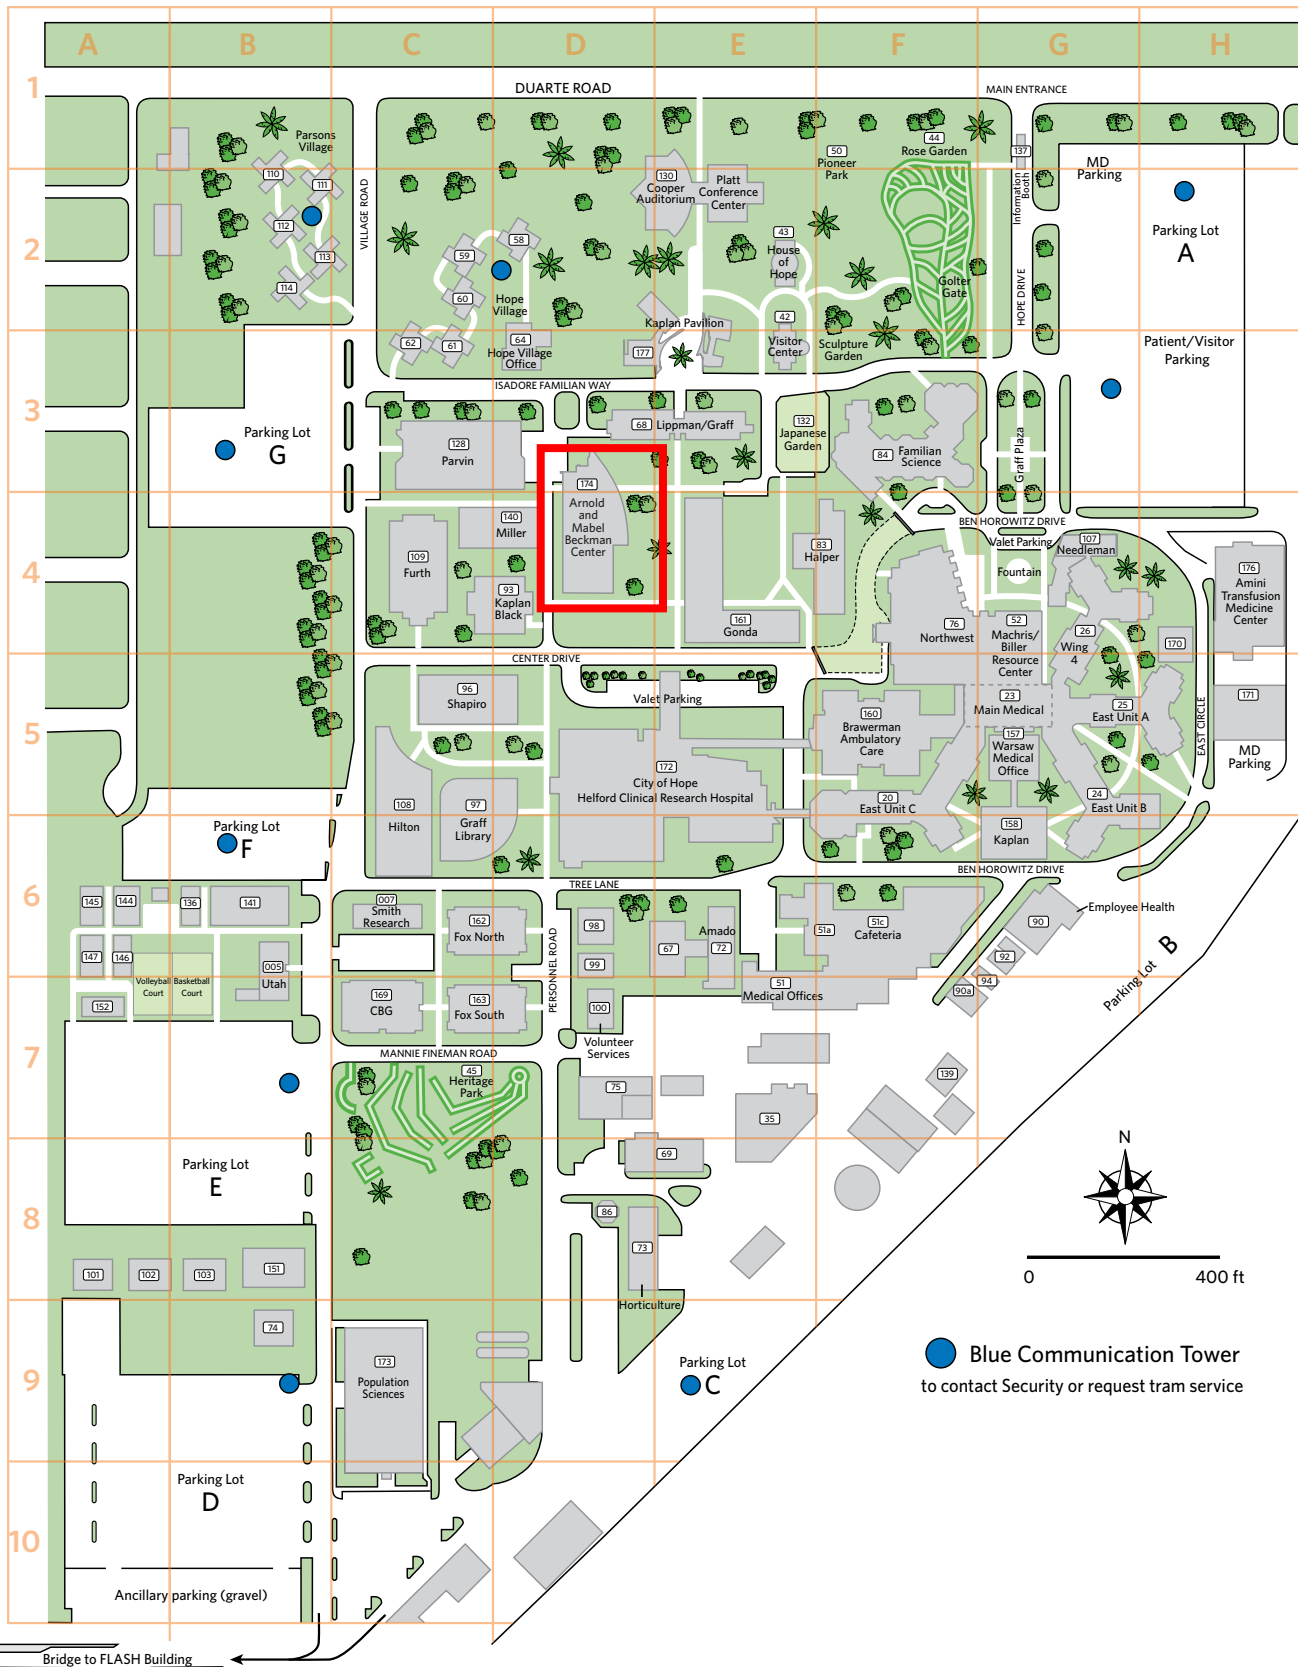 A B C D E F G H
1
2
3
4
5
6
7
8
9
10
DUARTE ROAD
MAIN ENTRANCE
Parsons
Village
110
111
112
113
114
VILLAGE ROAD
130
Cooper
Auditorium
Platt
Conference
Center
50
Pioneer
Park
44
Rose Garden
137
Information
Booth
MD
Parking
Parking Lot
A
58
59
60
61
62
Hope
Village
64
Hope Village
Office
43
House
of
Hope
42
Visitor
Center
Kaplan Pavilion
177
Golter
Gate
Sculpture
Garden
HOPE DRIVE
Patient/Visitor
Parking
ISADORE FAMILIAN WAY
Parking Lot
G
128
Parvin
68
Lippman/Graff
132
Japanese
Garden
84
Familian
Science
Graff Plaza
174
Arnold
and
Mabel
Beckman
Center
140
Miller
109
Furth
93
Kaplan
Black
161
Gonda
83
Halper
BEN HOROWITZ DRIVE
Valet Parking
107
Needleman
Fountain
176
Amini
Transfusion
Medicine
Center
76
Northwest
52
Machris/
Biller
Resource
Center
26
Wing
4
170
171
CENTER DRIVE
96
Shapiro
Valet Parking
160
Brawerman
Ambulatory
Care
23
Main Medical
25
East Unit A
EAST CIRCLE
MD
Parking
157
Warsaw
Medical
Office
172
City of Hope
Helford Clinical Research Hospital
108
Hilton
97
Graff
Library
20
East Unit C
24
East Unit B
158
Kaplan
Parking Lot
F
BEN HOROWITZ DRIVE
TREE LANE
145
144
136
141
147
146
005
Utah
Volleyball
Court
Basketball
Court
152
007
Smith
Research
162
Fox North
169
CBG
163
Fox South
PERSONNEL ROAD
98
99
100
Volunteer
Services
67
Amado
72
51a
51c
Cafeteria
51
Medical Offices
90
Employee Health
92
94
90a
Parking Lot
B
MANNIE FINEMAN ROAD
45
Heritage
Park
75
35
139
69
86
73
Horticulture
Parking Lot
E
101
102
103
151
74
173
Population
Sciences
Parking Lot
C
Parking Lot
D
Ancillary parking (gravel)
Bridge to FLASH Building
N
0
400 ft
Blue Communication Tower
to contact Security or request tram service